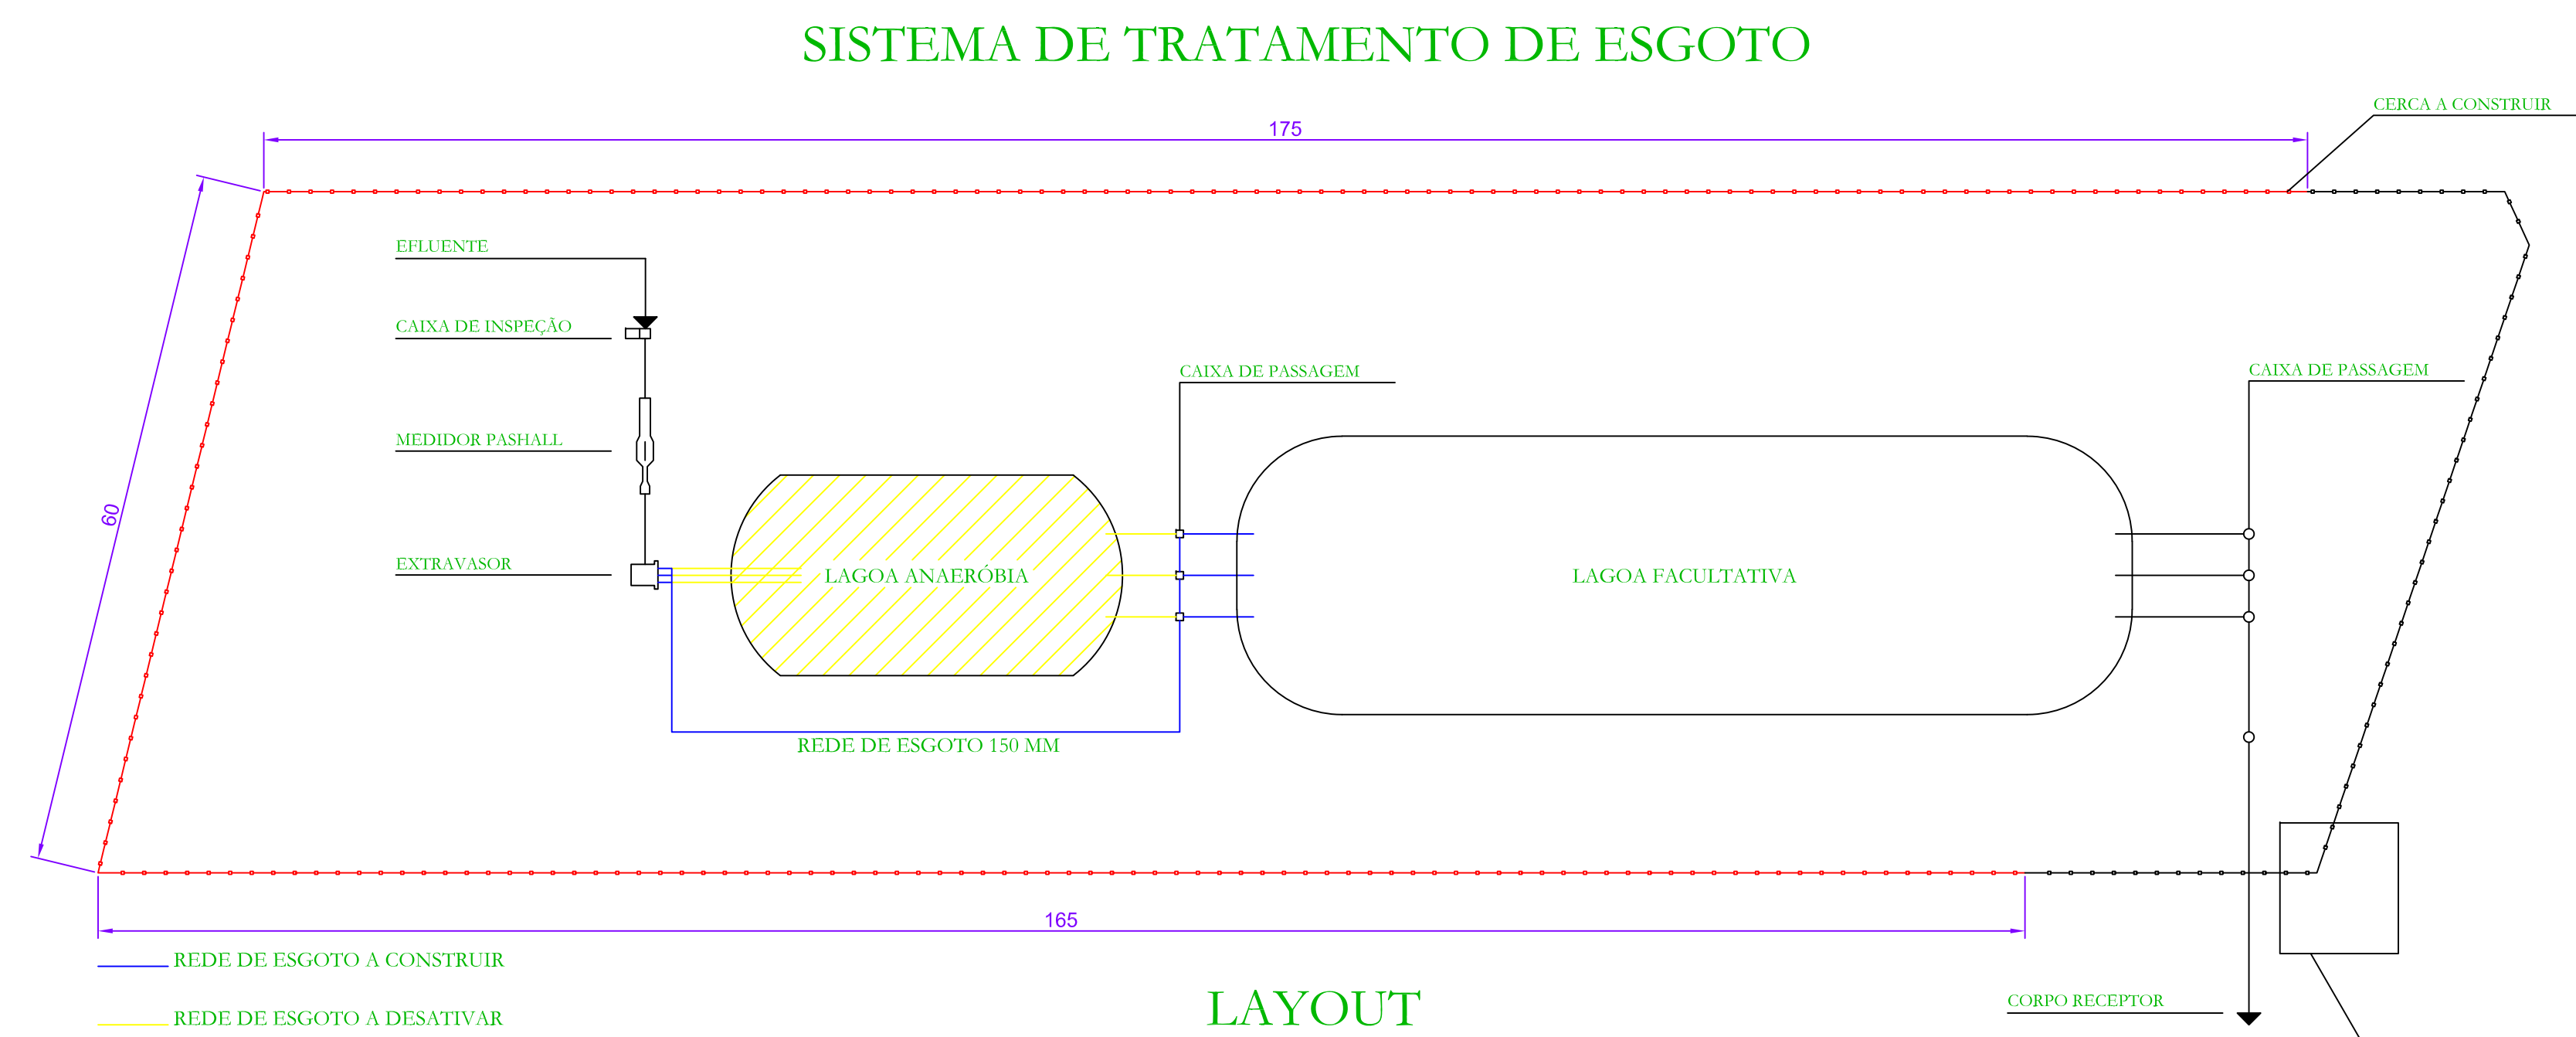 SISTEMA DE TRATAMENTO DE ESGOTO
CERCA A CONSTRUIR
175
EFLUENTE
CAIXA DE INSPEÇÃO
CAIXA DE PASSAGEM
CAIXA DE PASSAGEM
MEDIDOR PASHALL
60
EXTRAVASOR
LAGOA ANAERÓBIA
LAGOA FACULTATIVA
REDE DE ESGOTO 150 MM
165
REDE DE ESGOTO A CONSTRUIR
LAYOUT
CORPO RECEPTOR
REDE DE ESGOTO A DESATIVAR